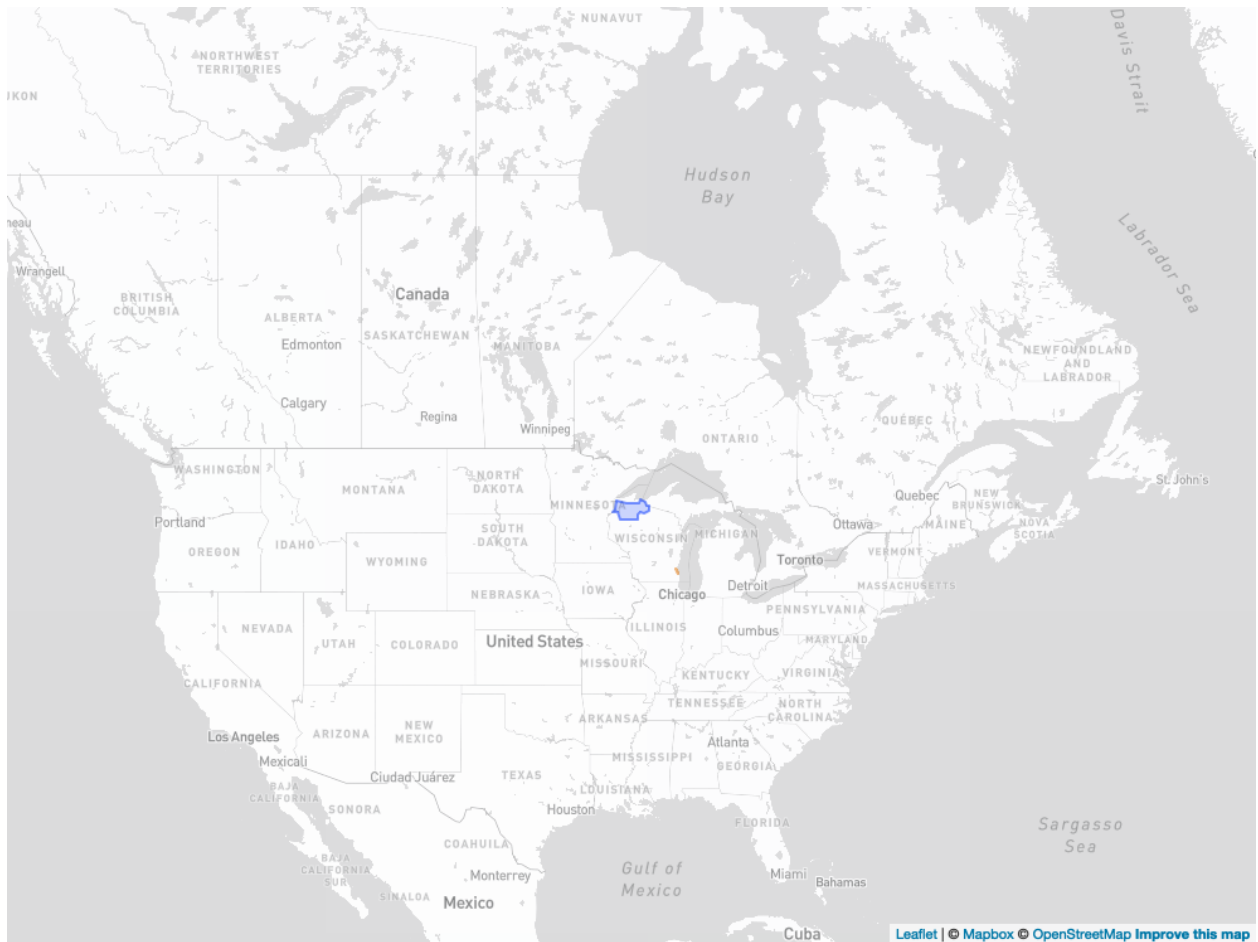 NUNAVUT
Davis Strait
NORTHWEST
TERRITORIES
UKON
Hudson
Bay
Labrador Sea
neau
Wrangell
BRITISH
COLUMBIA
Canada
ALBERTA
SASKATCHEWAN
MANITOBA
Edmonton
NEWFOUNDLAND
AND
LABRADOR
Calgary
Regina
Winnipeg
ONTARIO
QUÉBEC
WASHINGTON
MONTANA
NORTH
DAKOTA
MINNESOTA
St. John's
Quebec
NEW
BRUNSWICK
Portland
OREGON
IDAHO
SOUTH
DAKOTA
WISCONSIN
MICHIGAN
Ottawa
MAINE
NOVA
SCOTIA
WYOMING
Toronto
VERMONT
NEBRASKA
IOWA
Chicago
Detroit
MASSACHUSETTS
PENNSYLVANIA
NEVADA
UTAH
COLORADO
United States
ILLINOIS
Columbus
MARYLAND
MISSOURI
KENTUCKY
VIRGINIA
CALIFORNIA
TENNESSEE
NORTH
CAROLINA
ARKANSAS
Los Angeles
ARIZONA
NEW
MEXICO
Atlanta
Mexicali
MISSISSIPPI
GEORGIA
Ciudad Juárez
TEXAS
BAJA
CALIFORNIA
SONORA
LOUISIANA
Houston
FLORIDA
Sargasso
Sea
COAHUILA
BAJA
CALIFORNIA
SUR
Monterrey
Gulf of
Mexico
Miami
Bahamas
SINALOA
Mexico
Cuba
Leaflet | © Mapbox © OpenStreetMap Improve this map